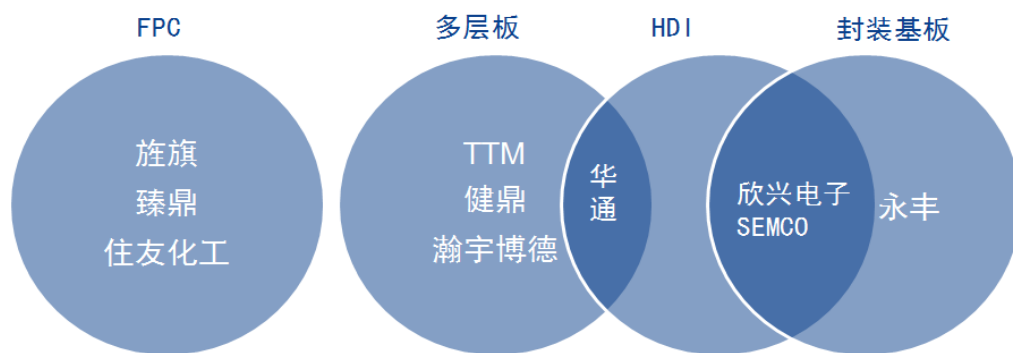 FPC
多层板
HDI
封装基板
旌旗
臻鼎
住友化工
TTM
健鼎
瀚宇博德
华
通
欣兴电子
SEMCO
永丰